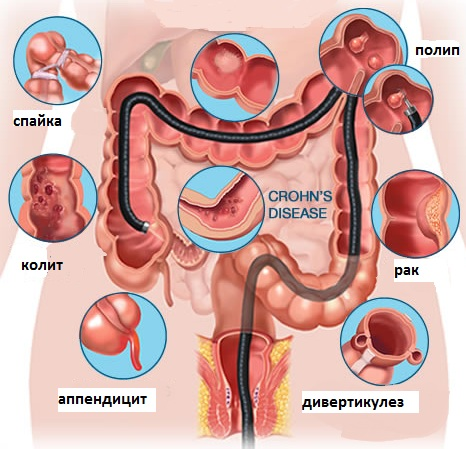 полип
спайка
CROHN'S
DISEASE
колит
рак
аппендицит
дивертикулез